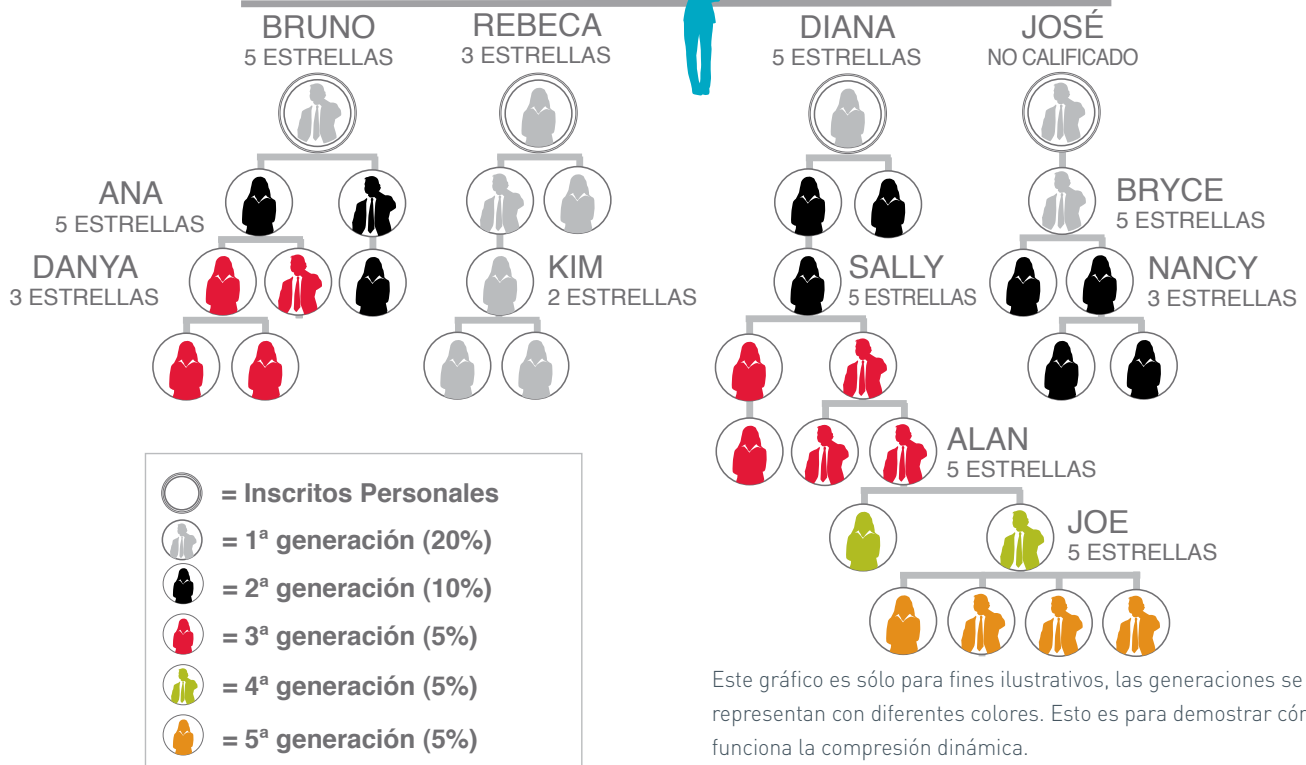 BRUNO
5 ESTRELLAS
REBECA
3 ESTRELLAS
DIANA
5 ESTRELLAS
JOSÉ
NO CALIFICADO
ANA
5 ESTRELLAS
BRYCE
5 ESTRELLAS
DANYA
3 ESTRELLAS
KIM
2 ESTRELLAS
SALLY
5 ESTRELLAS
NANCY
3 ESTRELLAS
ALAN
5 ESTRELLAS
JOE
5 ESTRELLAS
= Inscritos Personales
= 1ª generación (20%)
= 2ª generación (10%)
= 3ª generación (5%)
= 4ª generación (5%)
= 5ª generación (5%)
Este gráfico es sólo para fines ilustrativos, las generaciones se
representan con diferentes colores. Esto es para demostrar
funciona la compresión dinámica.